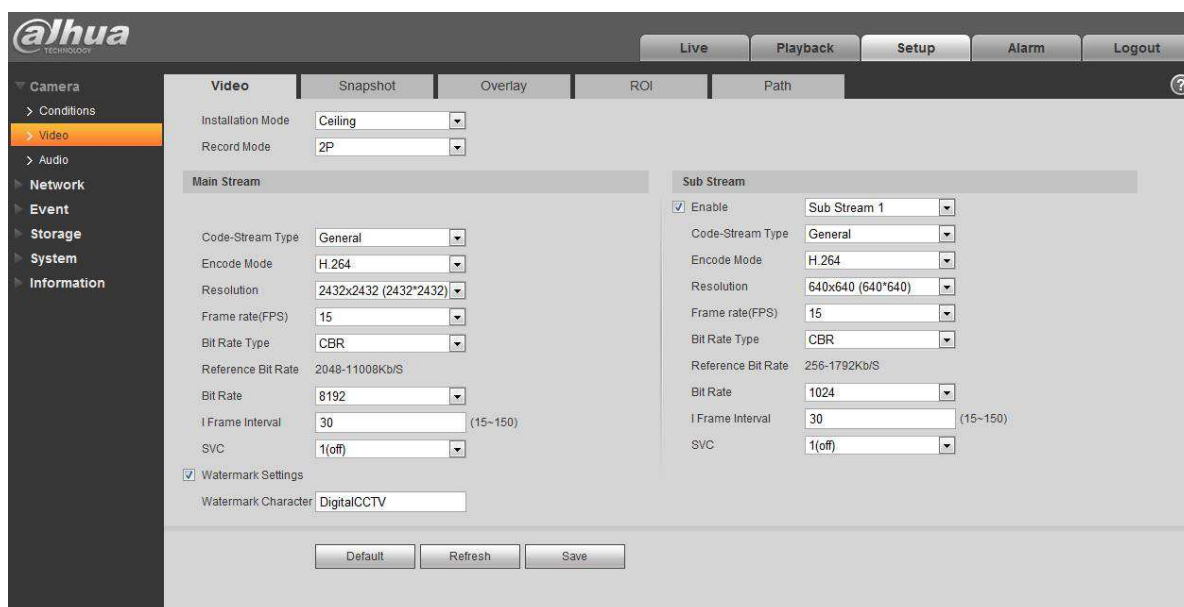 alhua
TECHNOLOGY
Live Playback Setup Alarm Logout
Camera
> Conditions
> Video
> Audio
Network
Event
Storage
System
Information
Video Snapshot Overlay ROI Path ?
Installation Mode Ceiling
Record Mode 2P
Main Stream
Code-Stream Type General
Encode Mode H.264
Resolution 2432x2432 (2432*2432)
Frame rate(FPS) 15
Bit Rate Type CBR
Reference Bit Rate 2048-11008Kb/S
Bit Rate 8192
I Frame Interval 30 (15~150)
SVC 1(off)
Watermark Settings
Watermark Character DigitalCCTV
Sub Stream
Enable Sub Stream 1
Code-Stream Type General
Encode Mode H.264
Resolution 640x640 (640*640)
Frame rate(FPS) 15
Bit Rate Type CBR
Reference Bit Rate 256-1792Kb/S
Bit Rate 1024
I Frame Interval 30 (15~150)
SVC 1(off)
Default Refresh Save